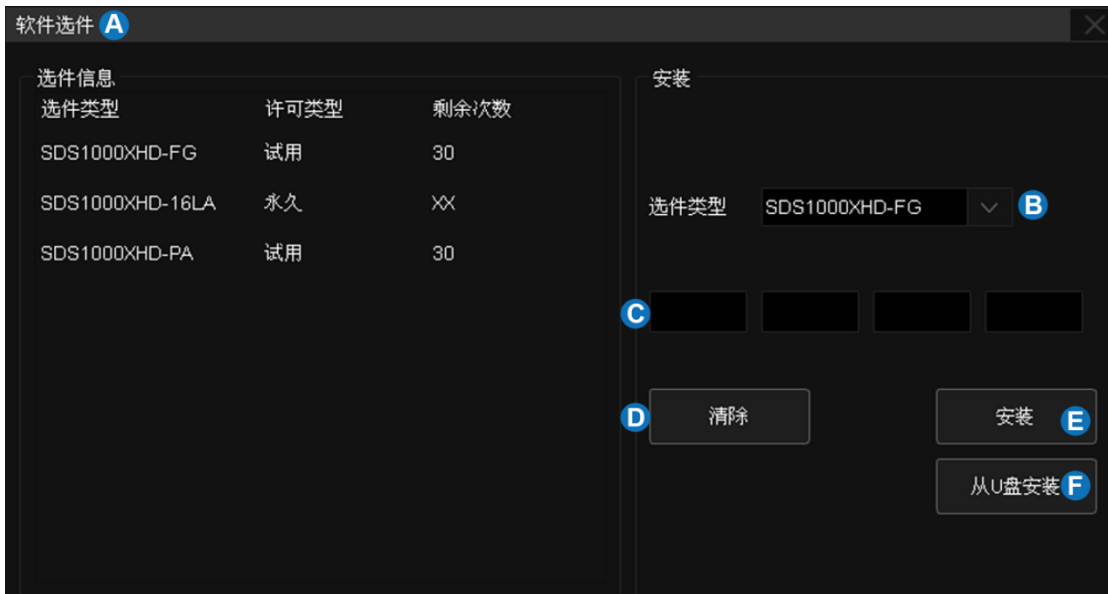 软件选件 A
选件信息
选件类型 许可类型 剩余次数
SDS1000XHD-FG 试用 30
SDS1000XHD-16LA 永久 XX
SDS1000XHD-PA 试用 30
安装
选件类型 SDS1000XHD-FG B
C
D 清除 安装 E
从U盘安装 F